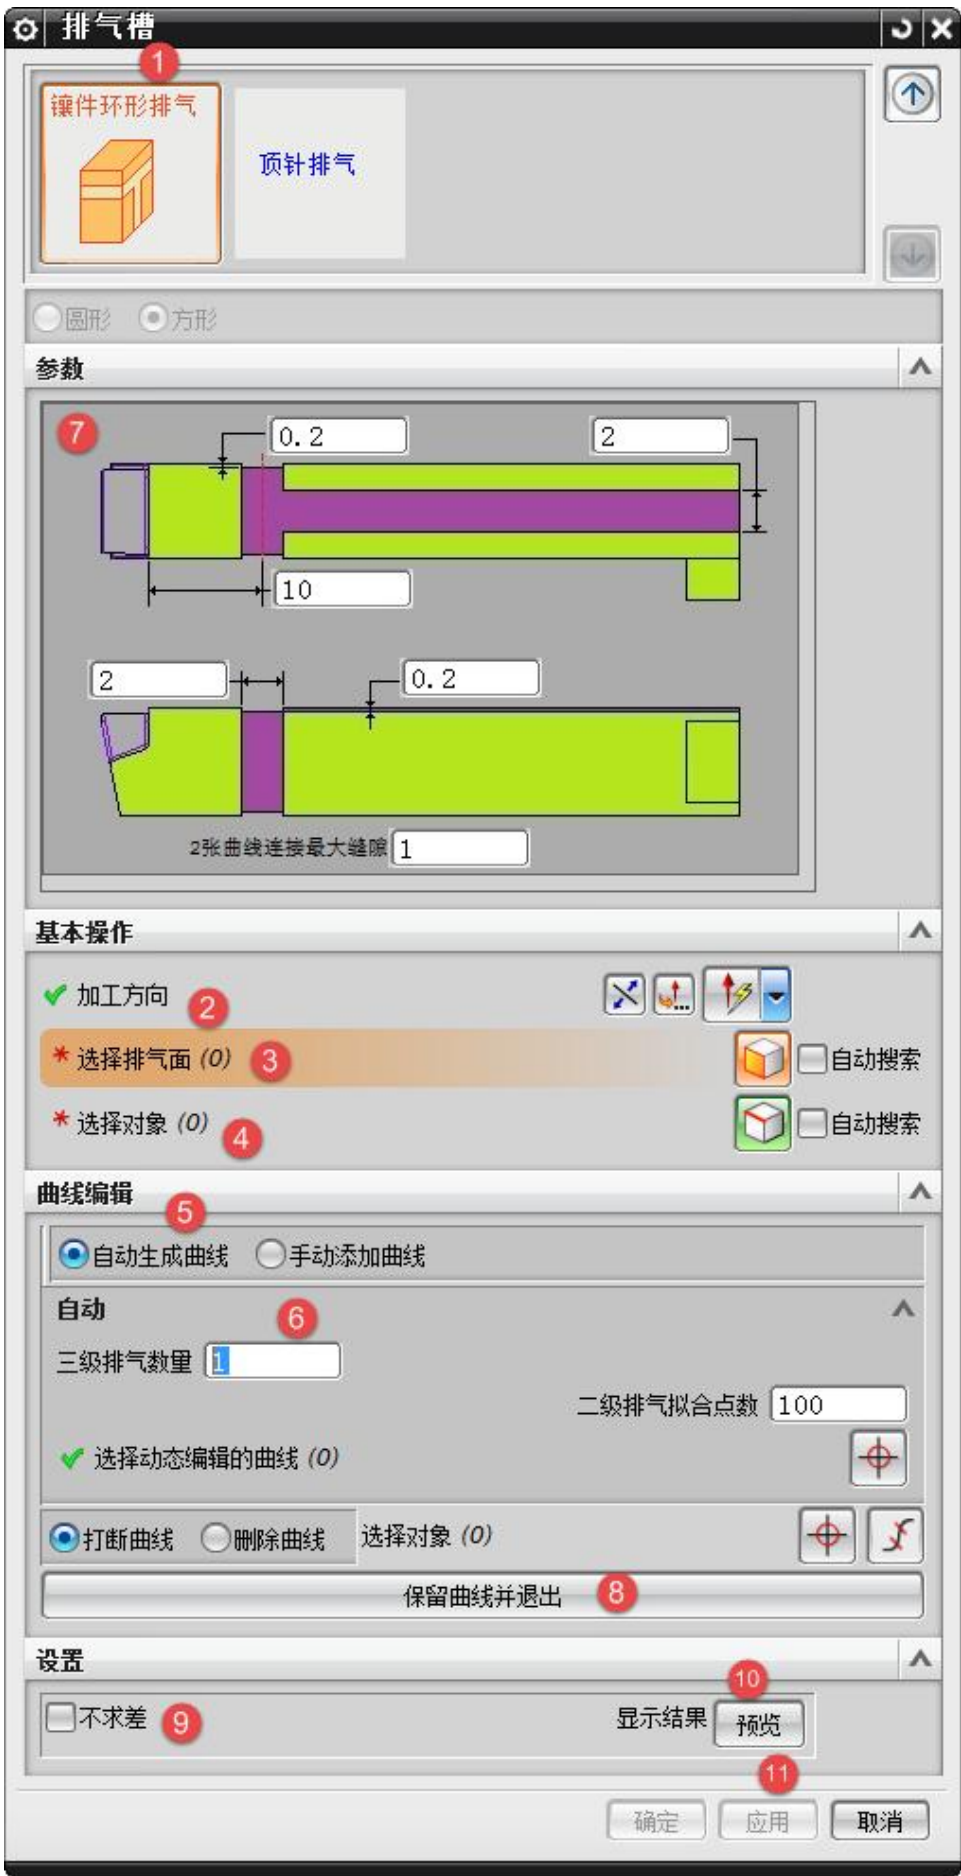 排气槽
1
镶件环形排气
顶针排气
圆形 方形
参数
7
0.2 2
10
2 0.2
2张曲线连接最大缝隙 1
基本操作
加工方向 2
* 选择排气面 (0) 3 自动搜索
* 选择对象 (0) 4 自动搜索
曲线编辑
5
自动生成曲线 手动添加曲线
自动 6
三级排气数量 1
二级排气拟合点数 100
选择动态编辑的曲线 (0)
打断曲线 删除曲线 选择对象 (0)
保留曲线并退出 8
设置
10
不求差 9 显示结果 预览
11
确定 应用 取消